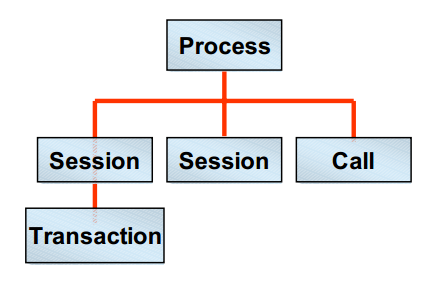 Process
Session
Session
Call
Transaction